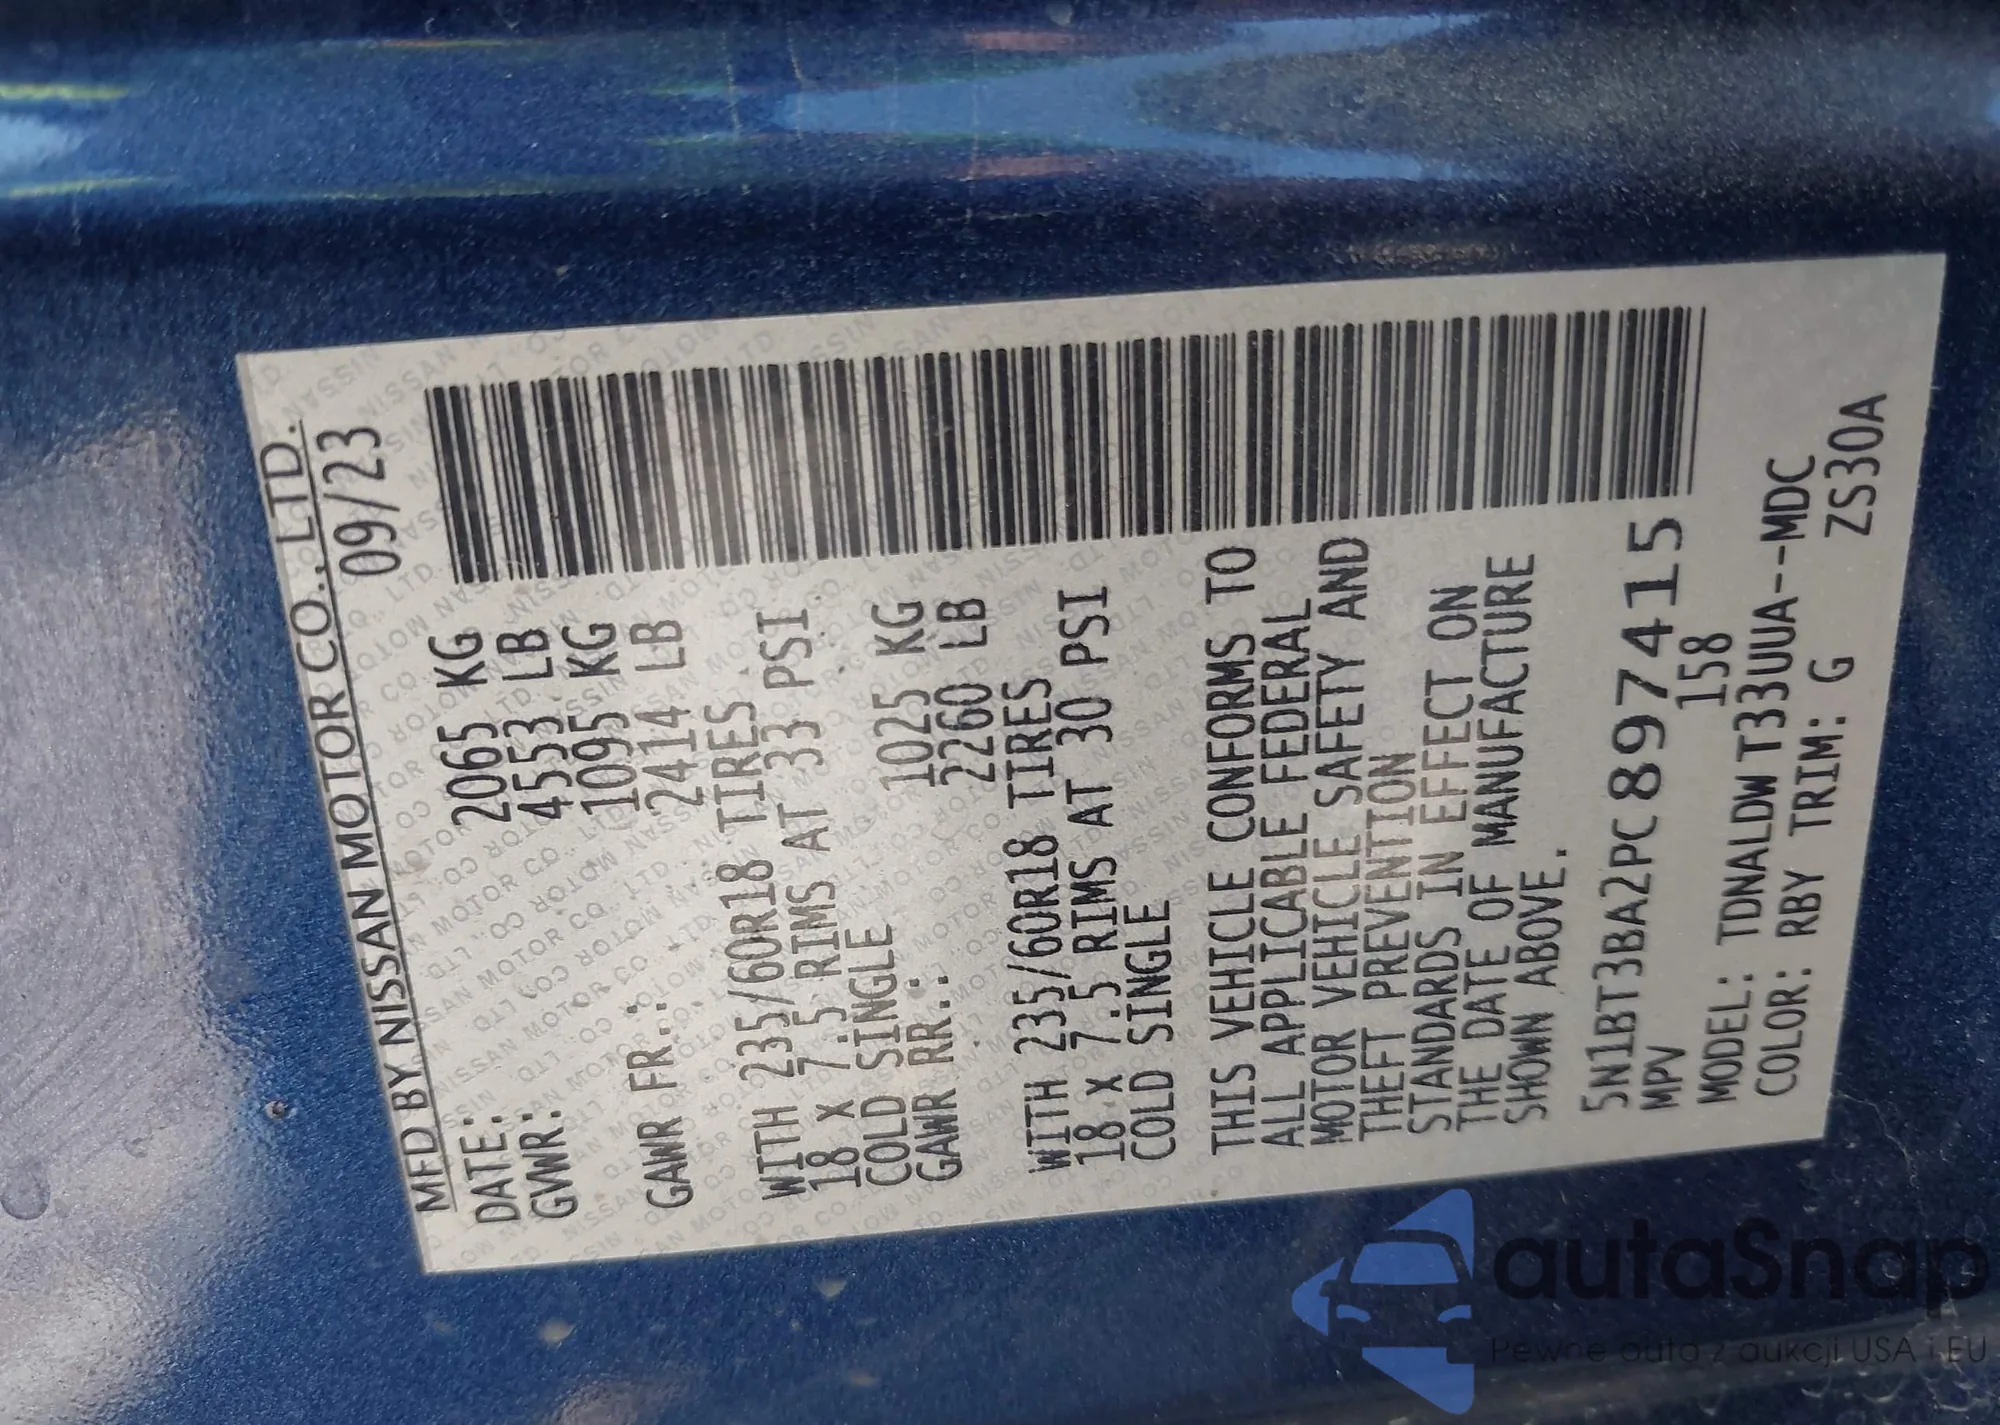 MFD BY NISSAN MOTOR CO., LTD.
DATE: 09/23
GVWR: 2065 KG
4553 LB
GAWR FR.: 1095 KG
2414 LB
WITH 235/60R18 TIRES
18 X 7.5 RIMS AT 33 PSI
COLD SINGLE
GAWR RR.: 1025 KG
2260 LB
WITH 235/60R18 TIRES
18 X 7.5 RIMS AT 30 PSI
COLD SINGLE
THIS VEHICLE CONFORMS TO
ALL APPLICABLE FEDERAL
MOTOR VEHICLE SAFETY AND
THEFT PREVENTION
STANDARDS IN EFFECT ON
THE DATE OF MANUFACTURE
SHOWN ABOVE.
5N1BT3BA2PC897415
MPV 158
MODEL: TDNALDW T33UUA--MDC
COLOR: RBY TRIM: G ZS30A
autaSnap
Pewne auto z aukcji USA i EU